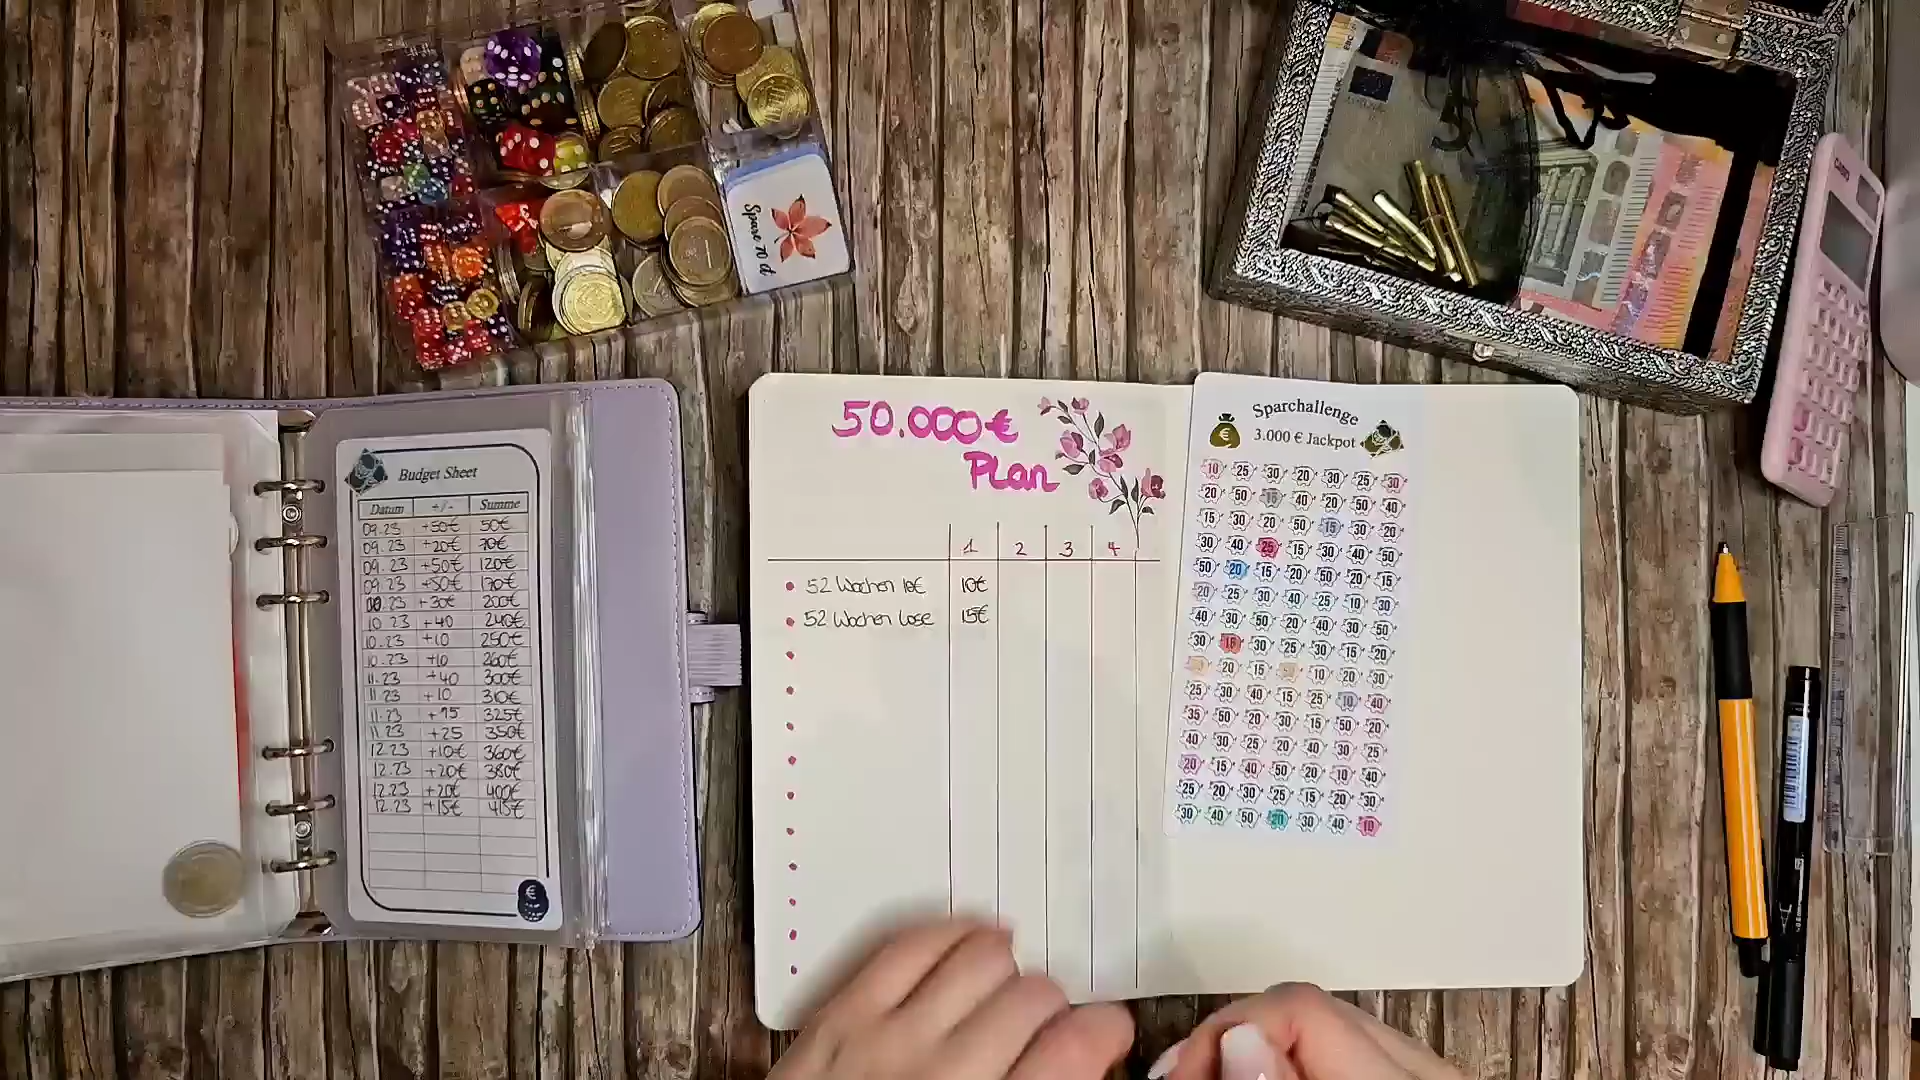 Spare 70 ct
5
Budget Sheet
Datum +/- Summe
09.23 +50€ 50€
09.23 +20€ 70€
09.23 +50€ 120€
09.23 +50€ 170€
09.23 +30€ 200€
10.23 +40 240€
10.23 +10 250€
10.23 +10 260€
11.23 +40 300€
11.23 +10 310€
11.23 +15 325€
11.23 +25 350€
12.23 +10€ 360€
12.23 +20€ 380€
12.23 +20€ 400€
12.23 +15€ 415€
€
50.000€
Plan
1 2 3 4
52 Wochen 10€ 10€
52 Wochen Lose 15€
Sparchallenge
€ 3.000 € Jackpot
10 25 30 20 30 25 30
20 50 10 40 20 50 40
15 30 20 50 15 30 20
30 40 25 15 30 40 50
50 20 15 20 50 20 15
20 25 30 40 25 10 30
40 30 50 20 40 30 50
30 15 30 25 30 15 20
20 15 10 20 30
25 30 40 15 25 10 40
35 50 20 30 15 50 20
40 30 25 20 40 30 25
20 15 40 50 20 10 40
25 20 30 25 15 20 30
30 40 50 20 30 40 10